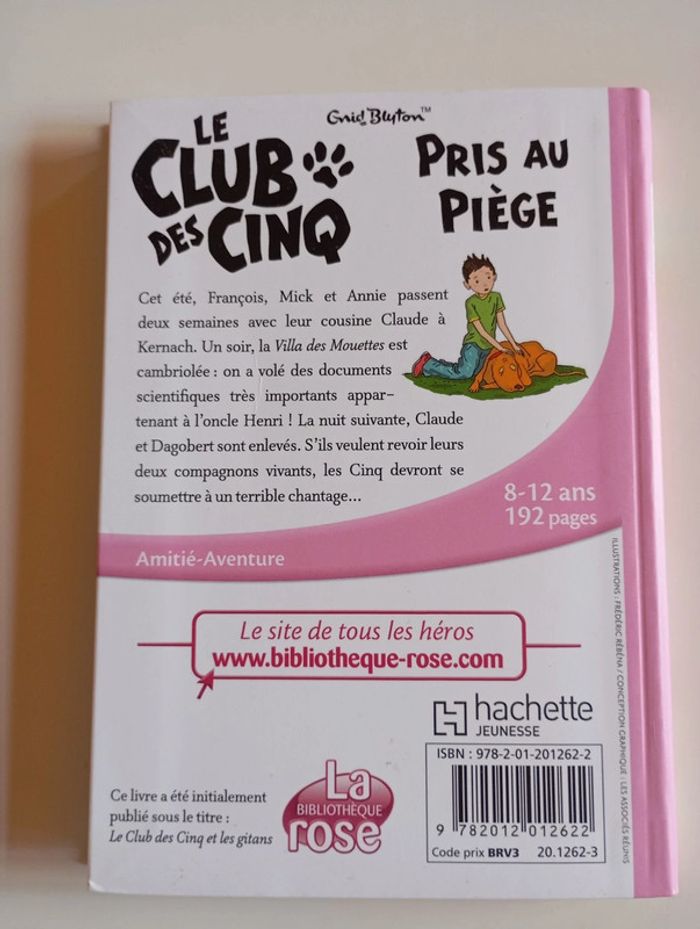 LE
CLUB
DES CINQ
Enid Blyton™
PRIS AU
PIÈGE
Cet été, François, Mick et Annie passent
deux semaines avec leur cousine Claude à
Kernach. Un soir, la Villa des Mouettes est
cambriolée : on a volé des documents
scientifiques très importants appar-
tenant à l'oncle Henri ! La nuit suivante, Claude
et Dagobert sont enlevés. S'ils veulent revoir leurs
deux compagnons vivants, les Cinq devront se
soumettre à un terrible chantage...
8-12 ans
192 pages
Amitié-Aventure
ILLUSTRATIONS : FRÉDÉRIC RÉBÉNA / CONCEPTION GRAPHIQUE : LES ASSOCIÉS RÉUNIS
Le site de tous les héros
www.bibliotheque-rose.com
hachette
JEUNESSE
ISBN : 978-2-01-201262-2
9 782012 012622
Code prix BRV3 20.1262-3
La
BIBLIOTHÈQUE
rose
Ce livre a été initialement
publié sous le titre :
Le Club des Cinq et les gitans